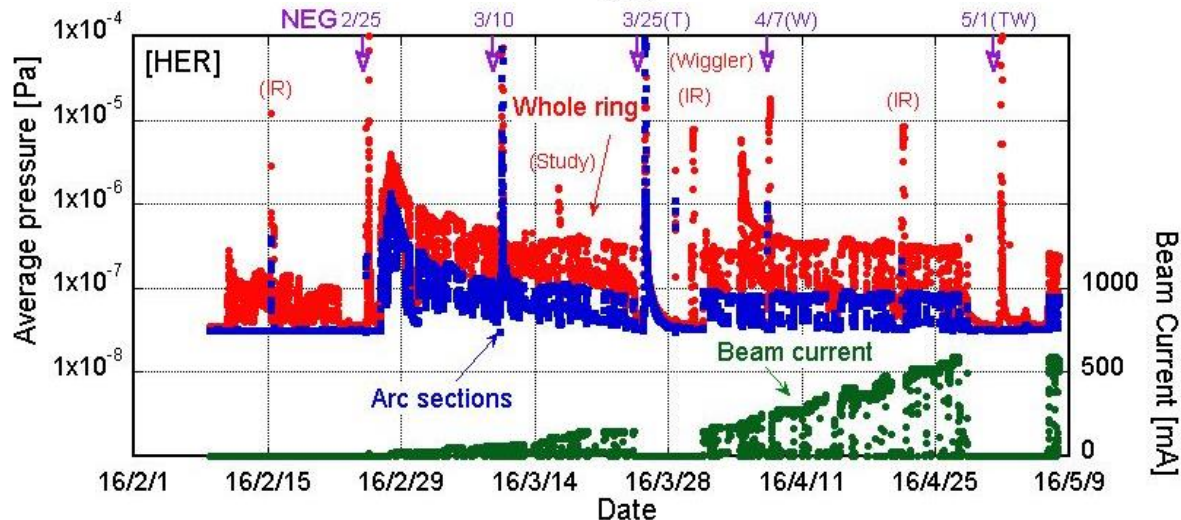 NEG 2/25 3/10 3/25(T) 4/7(W) 5/1(TW)
1x10⁻⁴
[HER]
(Wiggler)
(IR) (IR) (IR)
1x10⁻⁵
Whole ring
(Study)
1x10⁻⁶
1x10⁻⁷ 1000
Beam current
1x10⁻⁸ 500
Arc sections
0
16/2/1 16/2/15 16/2/29 16/3/14 16/3/28 16/4/11 16/4/25 16/5/9
Date
Average pressure [Pa]
Beam Current [mA]